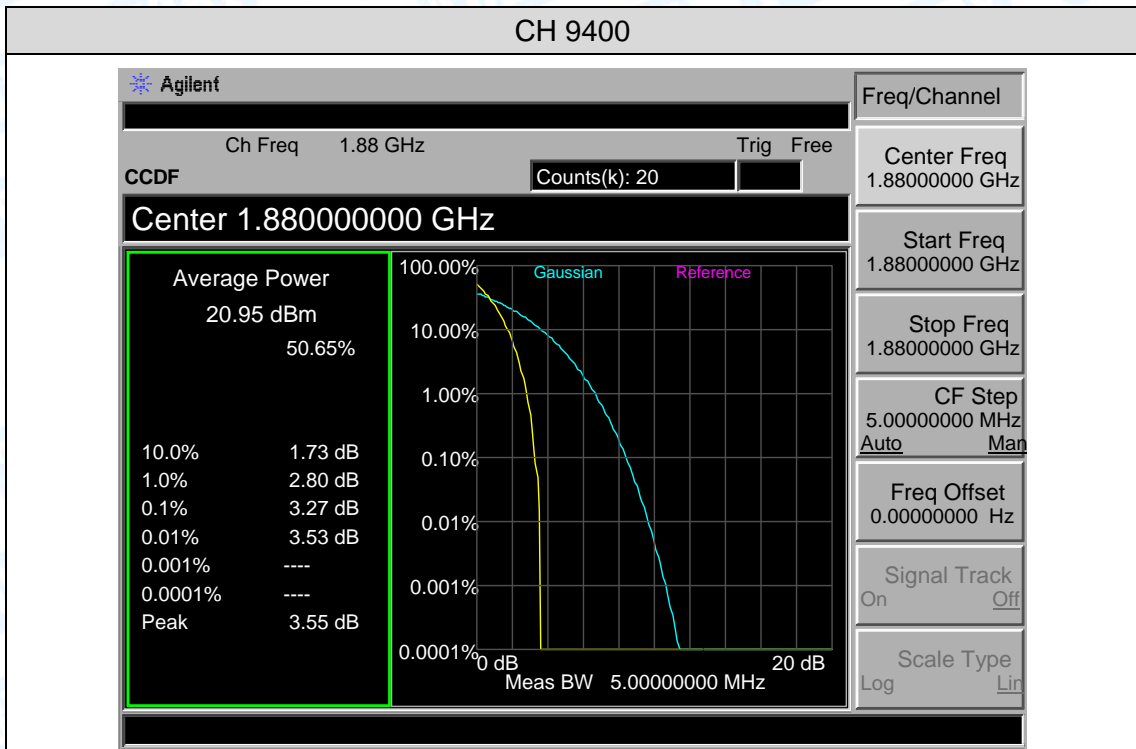 CH 9400
Agilent
Freq/Channel
Ch Freq 1.88 GHz Trig Free
CCDF Counts(k): 20
Center 1.880000000 GHz
Average Power
20.95 dBm
50.65%
10.0% 1.73 dB
1.0% 2.80 dB
0.1% 3.27 dB
0.01% 3.53 dB
0.001% ----
0.0001% ----
Peak 3.55 dB
Gaussian Reference
100.00%
10.00%
1.00%
0.10%
0.01%
0.001%
0.0001%
0 dB 20 dB
Meas BW 5.00000000 MHz
Center Freq
1.88000000 GHz
Start Freq
1.88000000 GHz
Stop Freq
1.88000000 GHz
CF Step
5.00000000 MHz
Auto Man
Freq Offset
0.00000000 Hz
Signal Track
On Off
Scale Type
Log Lin